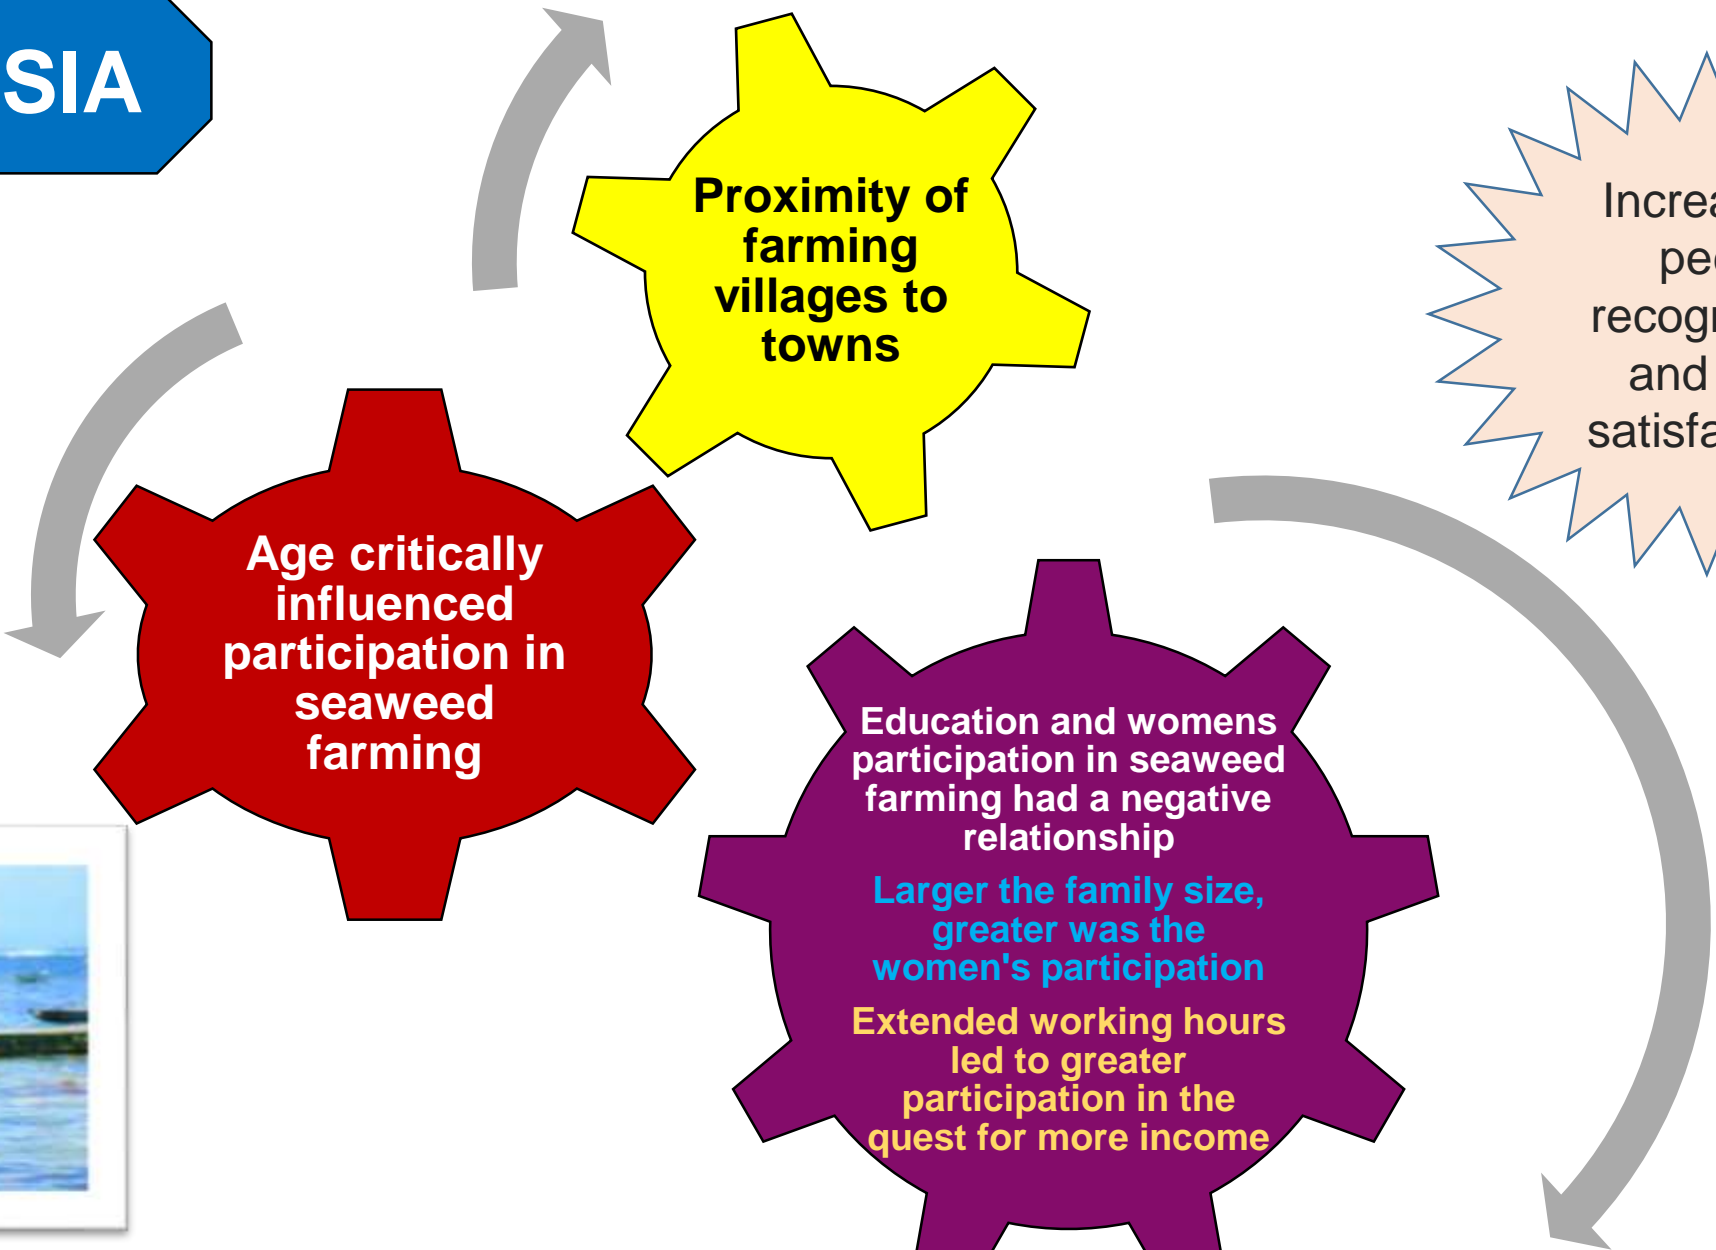 SIA
Proximity of
farming
villages to
towns
Age critically
influenced
participation in
seaweed
farming
Education and womens
participation in seaweed
farming had a negative
relationship
Larger the family size,
greater was the
women's participation
Extended working hours
led to greater
participation in the
quest for more income
and